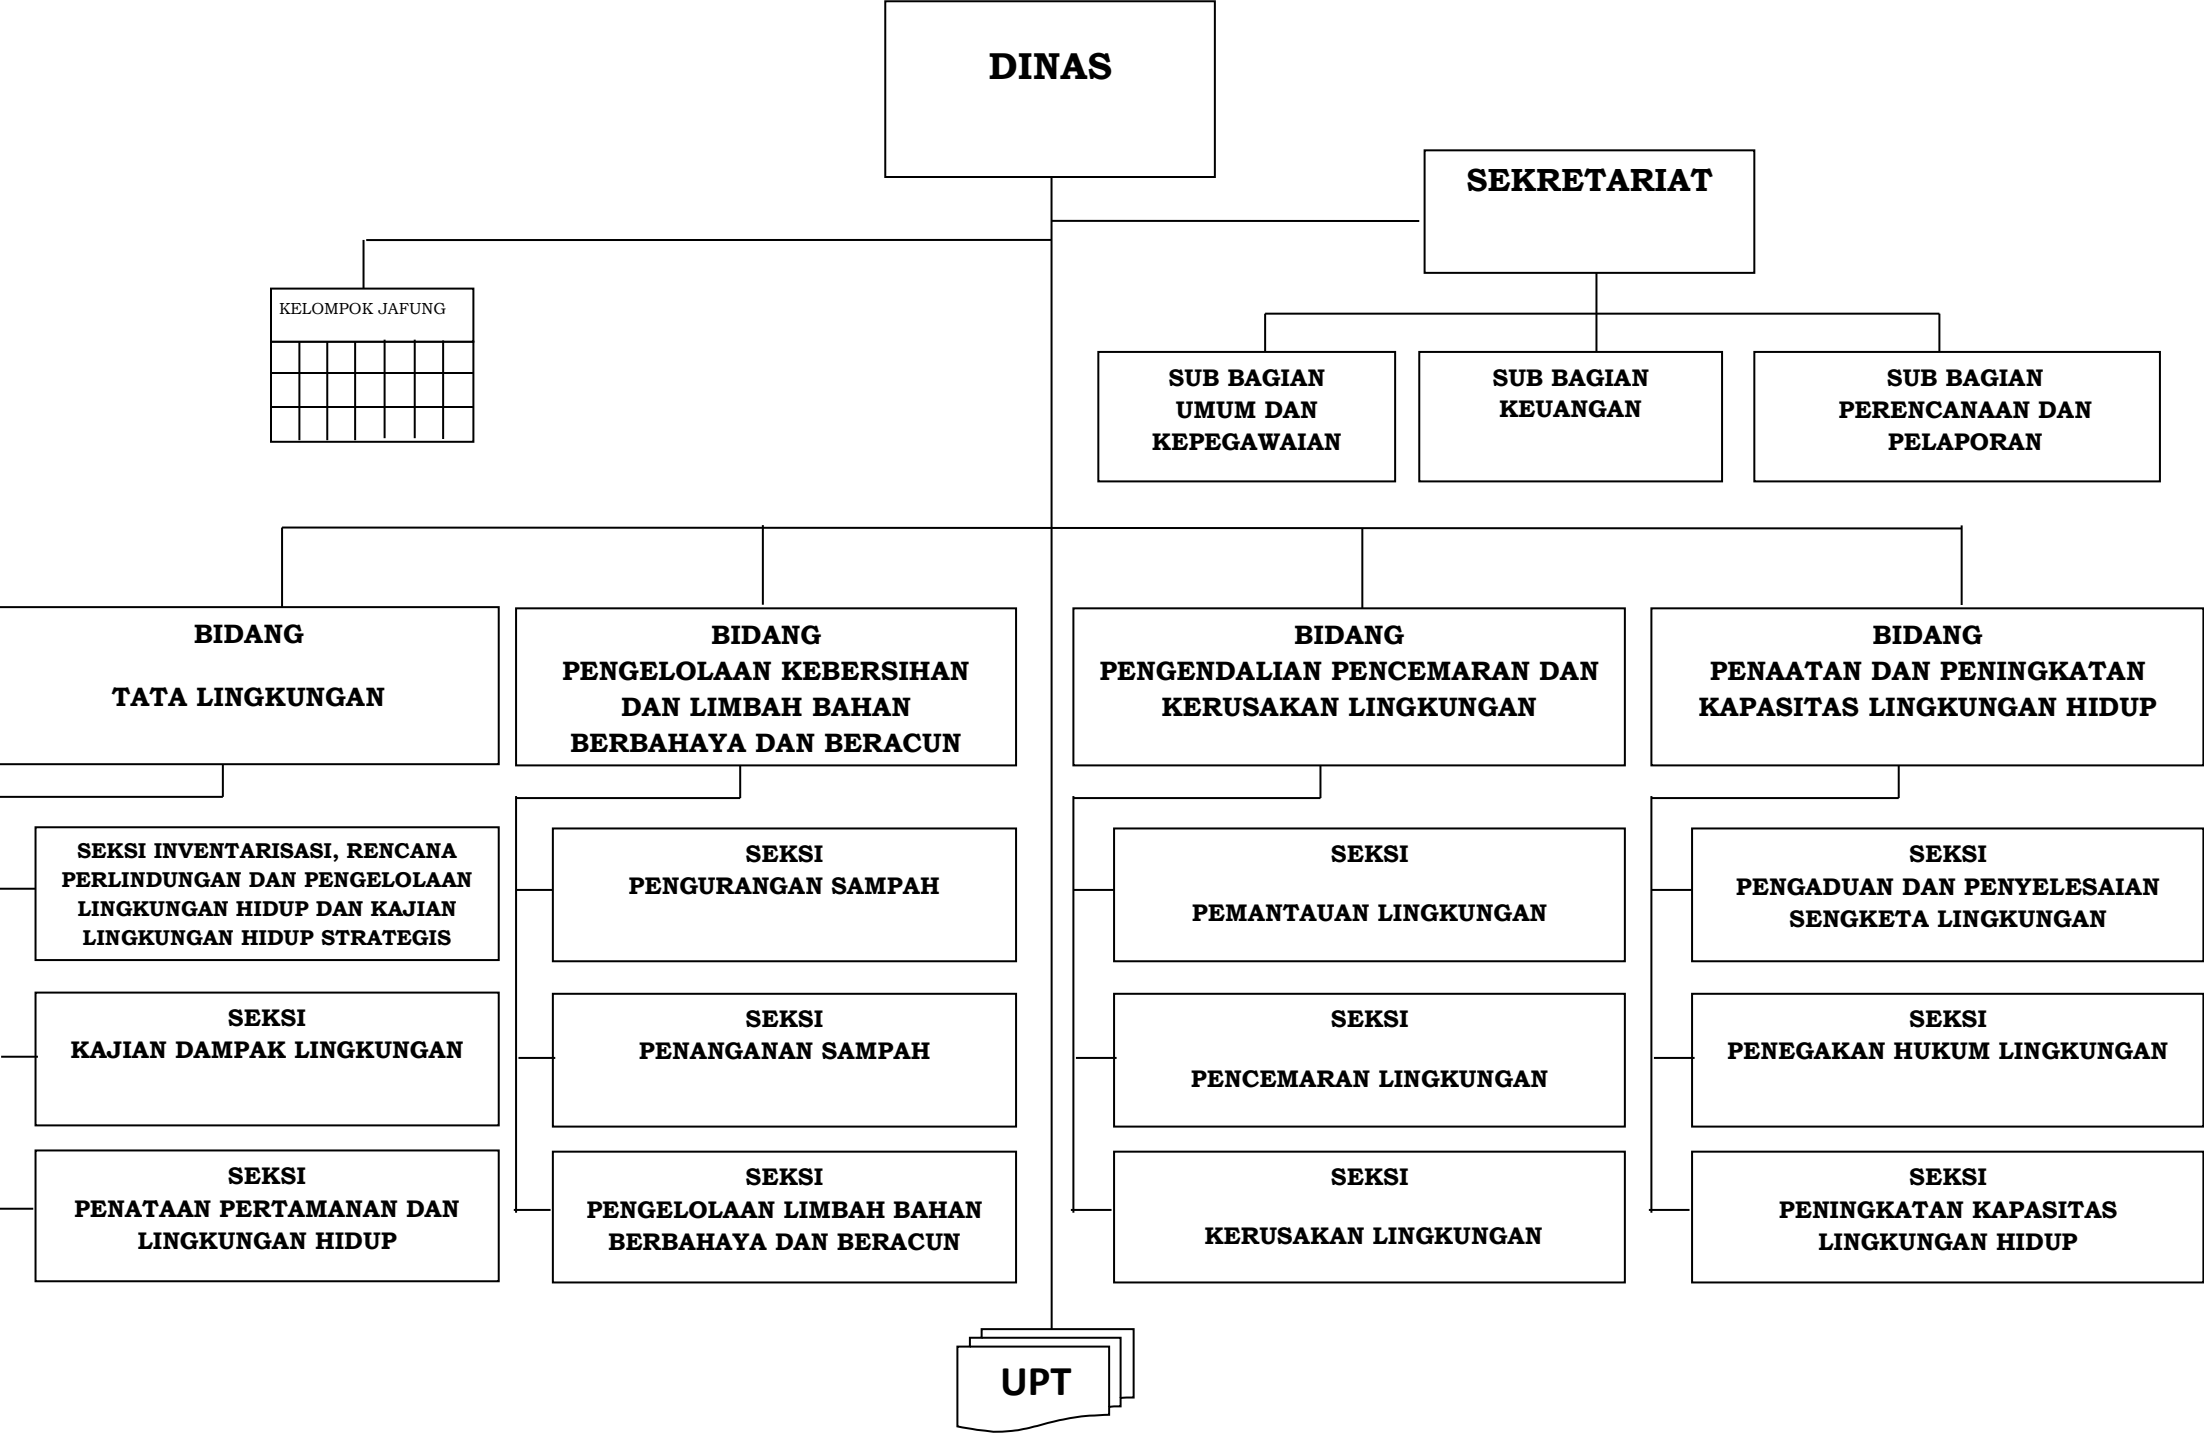 DINAS
SEKRETARIAT
KELOMPOK JAFUNG
SUB BAGIAN
UMUM DAN
KEPEGAWAIAN
SUB BAGIAN
KEUANGAN
SUB BAGIAN
PERENCANAAN DAN
PELAPORAN
BIDANG
TATA LINGKUNGAN
BIDANG
PENGELOLAAN KEBERSIHAN
DAN LIMBAH BAHAN
BERBAHAYA DAN BERACUN
BIDANG
PENGENDALIAN PENCEMARAN DAN
KERUSAKAN LINGKUNGAN
BIDANG
PENAATAN DAN PENINGKATAN
KAPASITAS LINGKUNGAN HIDUP
SEKSI INVENTARISASI, RENCANA
PERLINDUNGAN DAN PENGELOLAAN
LINGKUNGAN HIDUP DAN KAJIAN
LINGKUNGAN HIDUP STRATEGIS
SEKSI
PENGURANGAN SAMPAH
SEKSI
PEMANTAUAN LINGKUNGAN
SEKSI
PENGADUAN DAN PENYELESAIAN
SENGKETA LINGKUNGAN
SEKSI
KAJIAN DAMPAK LINGKUNGAN
SEKSI
PENANGANAN SAMPAH
SEKSI
PENCEMARAN LINGKUNGAN
SEKSI
PENEGAKAN HUKUM LINGKUNGAN
SEKSI
PENATAAN PERTAMANAN DAN
LINGKUNGAN HIDUP
SEKSI
PENGELOLAAN LIMBAH BAHAN
BERBAHAYA DAN BERACUN
SEKSI
KERUSAKAN LINGKUNGAN
SEKSI
PENINGKATAN KAPASITAS
LINGKUNGAN HIDUP
UPT